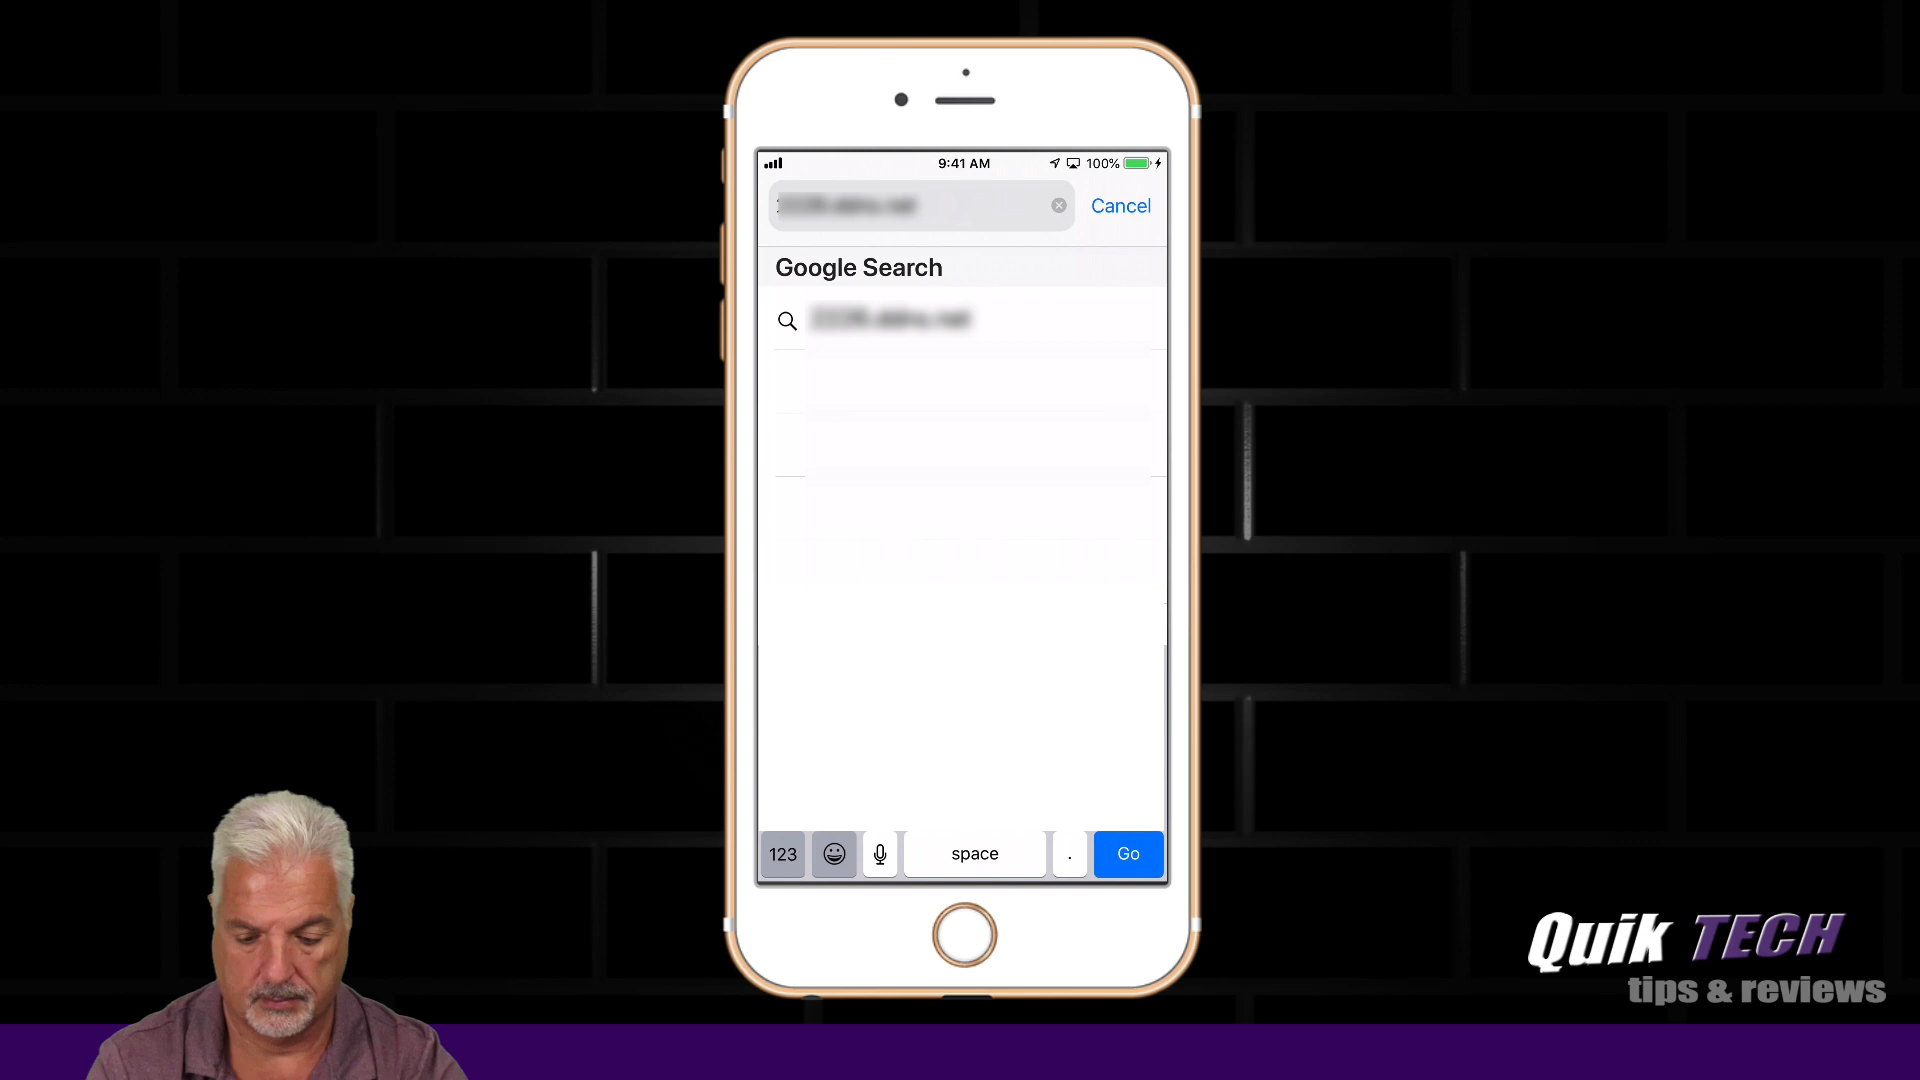 9:41 AM
100%
Cancel
Google Search
123
space
.
Go
Quik TECH
tips & reviews